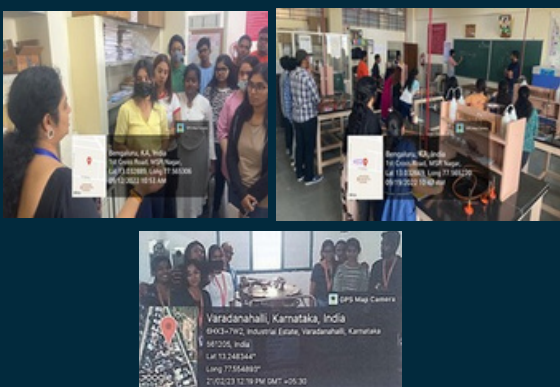 Bengaluru, KA, India
1st Cross Road, MSR Nagar,
Bengaluru, KA, India
1st Cross Road, MSR Nagar,
GPS Map Camera
Varadanahalli, Karnataka, India
6HX3+7W2, Industrial Estate, Varadanahalli, Karnataka
561205, India
Lat 13.248344°
Long 77.554893°
21/02/23 12:19 PM GMT +05:30